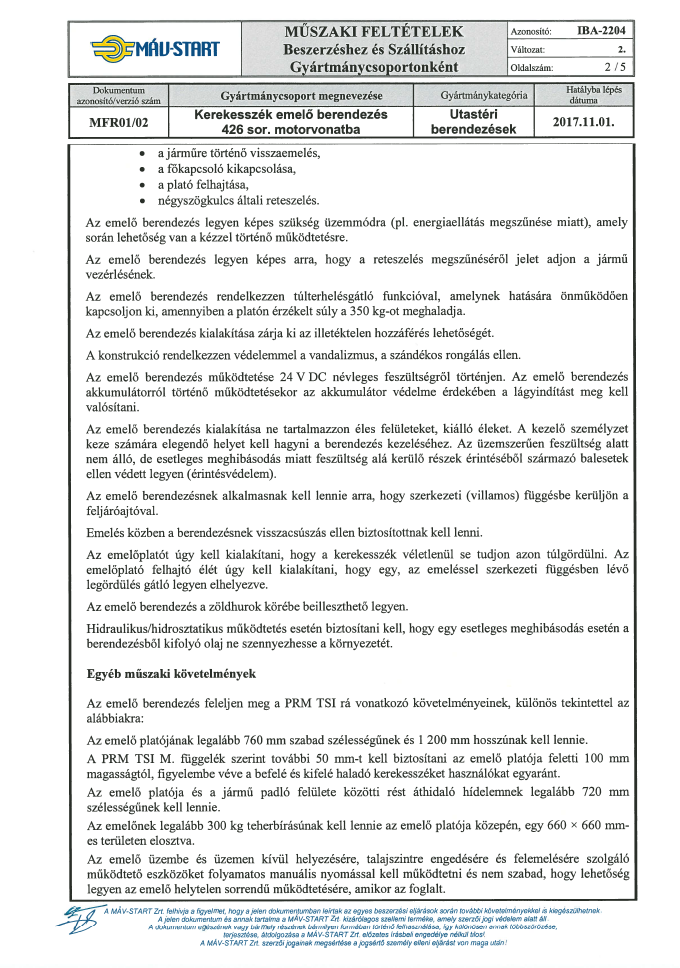 MÁV-START
MŰSZAKI FELTÉTELEK
Beszerzéshez és Szállításhoz
Gyártmánycsoportonként
Azonosító: IBA-2204
Változat: 2.
Oldalszám: 2 / 5
Dokumentum
azonosító/verzió szám
Gyártmánycsoport megnevezése
Gyártmánykategória
Hatályba lépés
dátuma
MFR01/02
Kerekesszék emelő berendezés
426 sor. motorvonatba
Utastéri
berendezések
2017.11.01.
• a járműre történő visszaemelés,
• a főkapcsoló kikapcsolása,
• a plató felhajtása,
• négyszögkulcs általi reteszelés.
Az emelő berendezés legyen képes szükség üzemmódra (pl. energiaellátás megszűnése miatt), amely
során lehetőség van a kézzel történő működtetésre.
Az emelő berendezés legyen képes arra, hogy a reteszelés megszűnéséről jelet adjon a jármű
vezérlésének.
Az emelő berendezés rendelkezzen túlterhelésgátló funkcióval, amelynek hatására önműködően
kapcsoljon ki, amennyiben a platón érzékelt súly a 350 kg-ot meghaladja.
Az emelő berendezés kialakítása zárja ki az illetéktelen hozzáférés lehetőségét.
A konstrukció rendelkezzen védelemmel a vandalizmus, a szándékos rongálás ellen.
Az emelő berendezés működtetése 24 V DC névleges feszültségről történjen. Az emelő berendezés
akkumulátorról történő működtetésekor az akkumulátor védelme érdekében a lágyindítást meg kell
valósítani.
Az emelő berendezés kialakítása ne tartalmazzon éles felületeket, kiálló éleket. A kezelő személyzet
keze számára elegendő helyet kell hagyni a berendezés kezeléséhez. Az üzemszerűen feszültség alatt
nem álló, de esetleges meghibásodás miatt feszültség alá kerülő részek érintéséből származó balesetek
ellen védett legyen (érintésvédelem).
Az emelő berendezésnek alkalmasnak kell lennie arra, hogy szerkezeti (villamos) függésbe kerüljön a
feljáróajtóval.
Emelés közben a berendezésnek visszacsúszás ellen biztosítottnak kell lenni.
Az emelőplatót úgy kell kialakítani, hogy a kerekesszék véletlenül se tudjon azon túlgördülni. Az
emelőplató felhajtó élét úgy kell kialakítani, hogy egy, az emeléssel szerkezeti függésben lévő
legördülés gátló legyen elhelyezve.
Az emelő berendezés a zöldhurok körébe beilleszthető legyen.
Hidraulikus/hidrosztatikus működtetés esetén biztosítani kell, hogy egy esetleges meghibásodás esetén a
berendezésből kifolyó olaj ne szennyezhesse a környezetét.
Egyéb műszaki követelmények
Az emelő berendezés feleljen meg a PRM TSI rá vonatkozó követelményeinek, különös tekintettel az
alábbiakra:
Az emelő platójának legalább 760 mm szabad szélességűnek és 1 200 mm hosszúnak kell lennie.
A PRM TSI M. függelék szerint további 50 mm-t kell biztosítani az emelő platója feletti 100 mm
magasságtól, figyelembe véve a befelé és kifelé haladó kerekesszéket használókat egyaránt.
Az emelő platója és a jármű padló felülete közötti rést áthidaló hídelemnek legalább 720 mm
szélességűnek kell lennie.
Az emelőnek legalább 300 kg teherbírásúnak kell lennie az emelő platója közepén, egy 660 × 660 mm-
es területen elosztva.
Az emelő üzembe és üzemen kívül helyezésére, talajszintre engedésére és felemelésére szolgáló
működtető eszközöket folyamatos manuális nyomással kell működtetni és nem szabad, hogy lehetőség
legyen az emelő helytelen sorrendű működtetésére, amikor az foglalt.
A MÁV-START Zrt. felhívja a figyelmet, hogy a jelen dokumentumban leírtak az egyes beszerzési eljárások során további követelményekkel is kiegészülhetnek.
A jelen dokumentum és annak tartalma a MÁV-START Zrt. kizárólagos szellemi terméke, amely szerzői jogi védelem alatt áll.
A dokumentum egészének vagy bármely részének bármilyen formában történő felhasználása, így különösen annak többszörözése,
terjesztése, átdolgozása a MÁV-START Zrt. előzetes írásbeli engedélye nélkül tilos!
A MÁV-START Zrt. szerzői jogainak megsértése a jogsértő személy elleni eljárást von maga után!